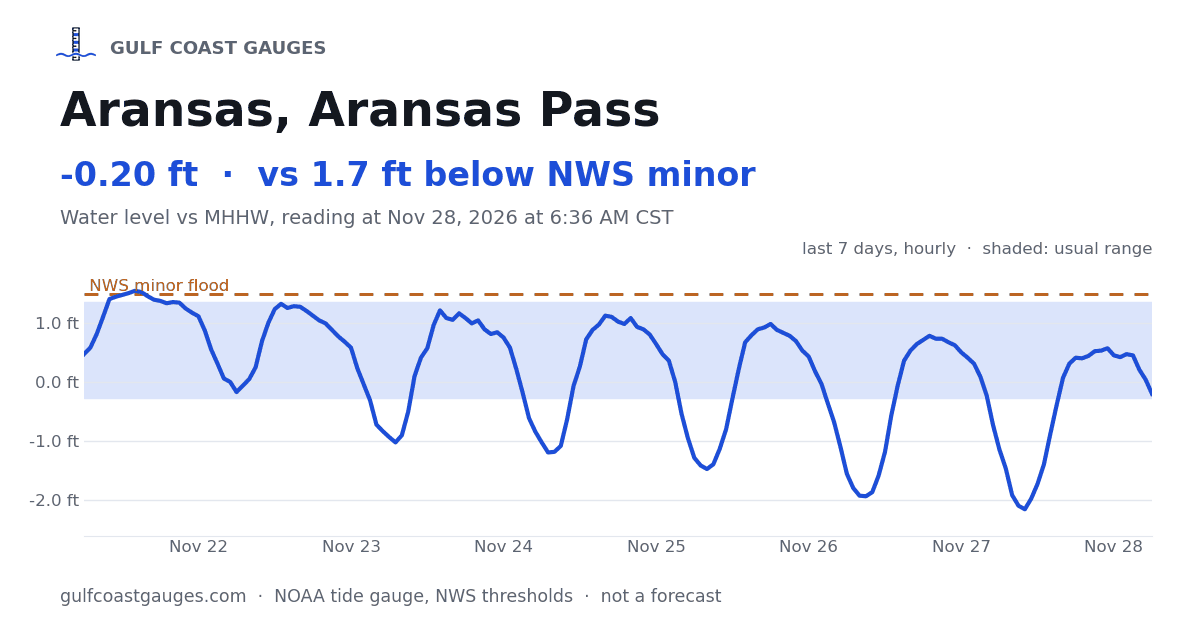 GULF COAST GAUGES
Aransas, Aransas Pass
-0.20 ft · vs 1.7 ft below NWS minor
Water level vs MHHW, reading at Nov 28, 2026 at 6:36 AM CST
last 7 days, hourly · shaded: usual range
NWS minor flood
1.0 ft
0.0 ft
-1.0 ft
-2.0 ft
Nov 22 Nov 23 Nov 24 Nov 25 Nov 26 Nov 27 Nov 28
gulfcoastgauges.com · NOAA tide gauge, NWS thresholds · not a forecast